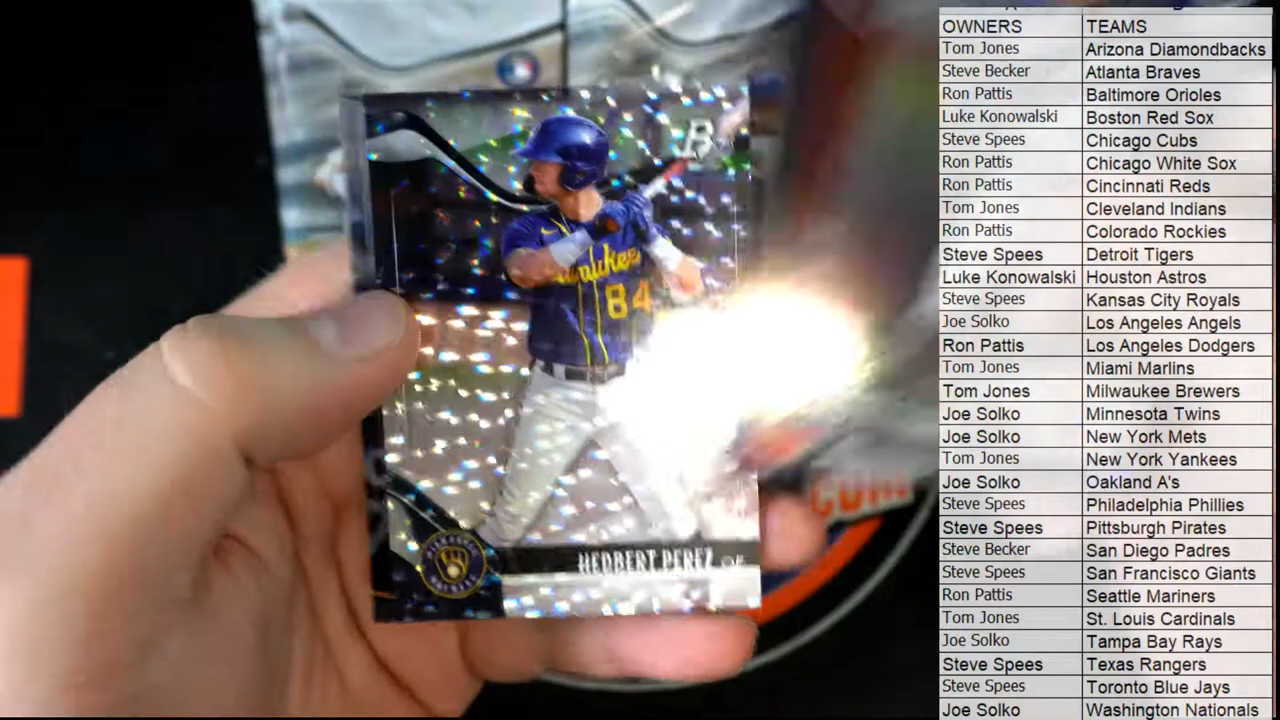 OWNERS TEAMS
Tom Jones Arizona Diamondbacks
Steve Becker Atlanta Braves
Ron Pattis Baltimore Orioles
Luke Konowalski Boston Red Sox
Steve Spees Chicago Cubs
Ron Pattis Chicago White Sox
Ron Pattis Cincinnati Reds
Tom Jones Cleveland Indians
Ron Pattis Colorado Rockies
Steve Spees Detroit Tigers
Luke Konowalski Houston Astros
Steve Spees Kansas City Royals
Joe Solko Los Angeles Angels
Ron Pattis Los Angeles Dodgers
Tom Jones Miami Marlins
Tom Jones Milwaukee Brewers
Joe Solko Minnesota Twins
Joe Solko New York Mets
Tom Jones New York Yankees
Joe Solko Oakland A's
Steve Spees Philadelphia Phillies
Steve Spees Pittsburgh Pirates
Steve Becker San Diego Padres
Steve Spees San Francisco Giants
Ron Pattis Seattle Mariners
Tom Jones St. Louis Cardinals
Joe Solko Tampa Bay Rays
Steve Spees Texas Rangers
Steve Spees Toronto Blue Jays
Joe Solko Washington Nationals
B
84
HEDBERT PEREZ OF